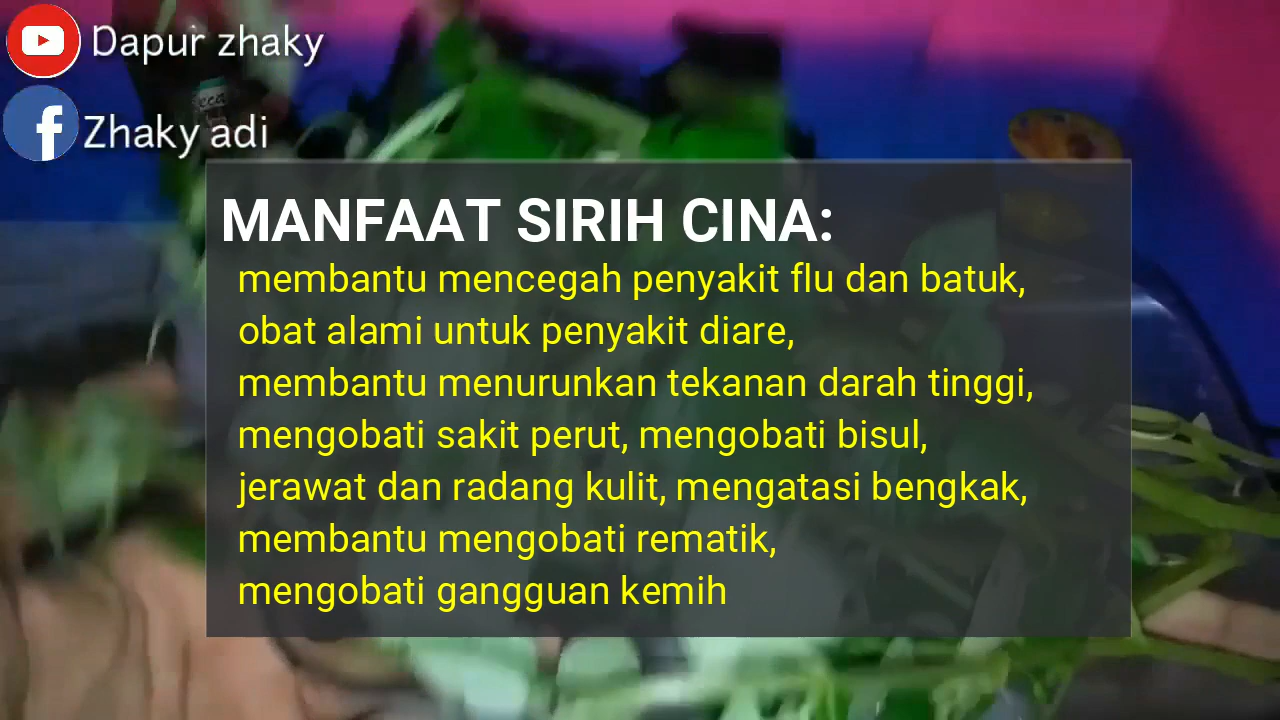 Dapur zhaky
Zhaky adi
MANFAAT SIRIH CINA:
membantu mencegah penyakit flu dan batuk,
obat alami untuk penyakit diare,
membantu menurunkan tekanan darah tinggi,
mengobati sakit perut, mengobati bisul,
jerawat dan radang kulit, mengatasi bengkak,
membantu mengobati rematik,
mengobati gangguan kemih